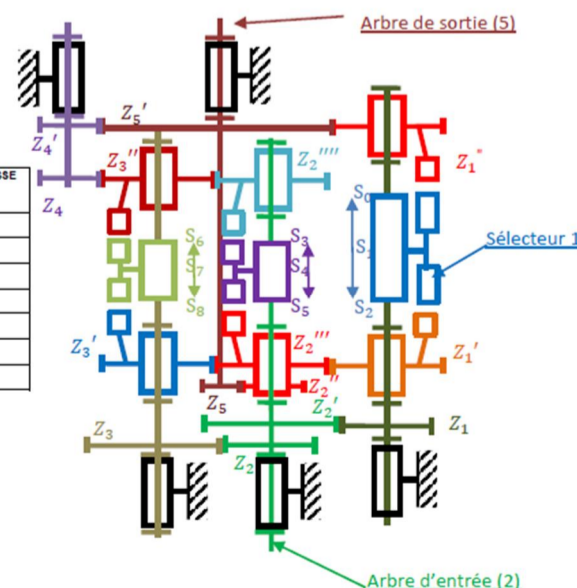 Arbre de sortie (5)
Z₅'
Z₄'
Z₃''
Z₂''''
Z₁"
SSE
Z₄
S₀
S₆
S₃
S₇
S₄
S₁
Sélecteur 1
S₈
S₅
S₂
Z₃'
Z₂'''
Z₁'
Z₅
Z₂''
Z₂'
Z₃
Z₁
Z₂
Arbre d'entrée (2)